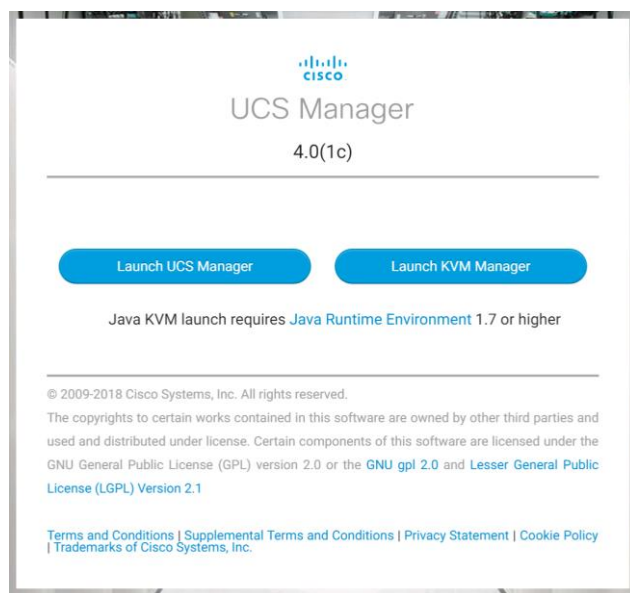 CISCO
UCS Manager
4.0(1c)
Launch UCS Manager
Launch KVM Manager
Java KVM launch requires Java Runtime Environment 1.7 or higher
© 2009-2018 Cisco Systems, Inc. All rights reserved.
The copyrights to certain works contained in this software are owned by other third parties and
used and distributed under license. Certain components of this software are licensed under the
GNU General Public License (GPL) version 2.0 or the GNU gpl 2.0 and Lesser General Public
License (LGPL) Version 2.1
Terms and Conditions | Supplemental Terms and Conditions | Privacy Statement | Cookie Policy
| Trademarks of Cisco Systems, Inc.